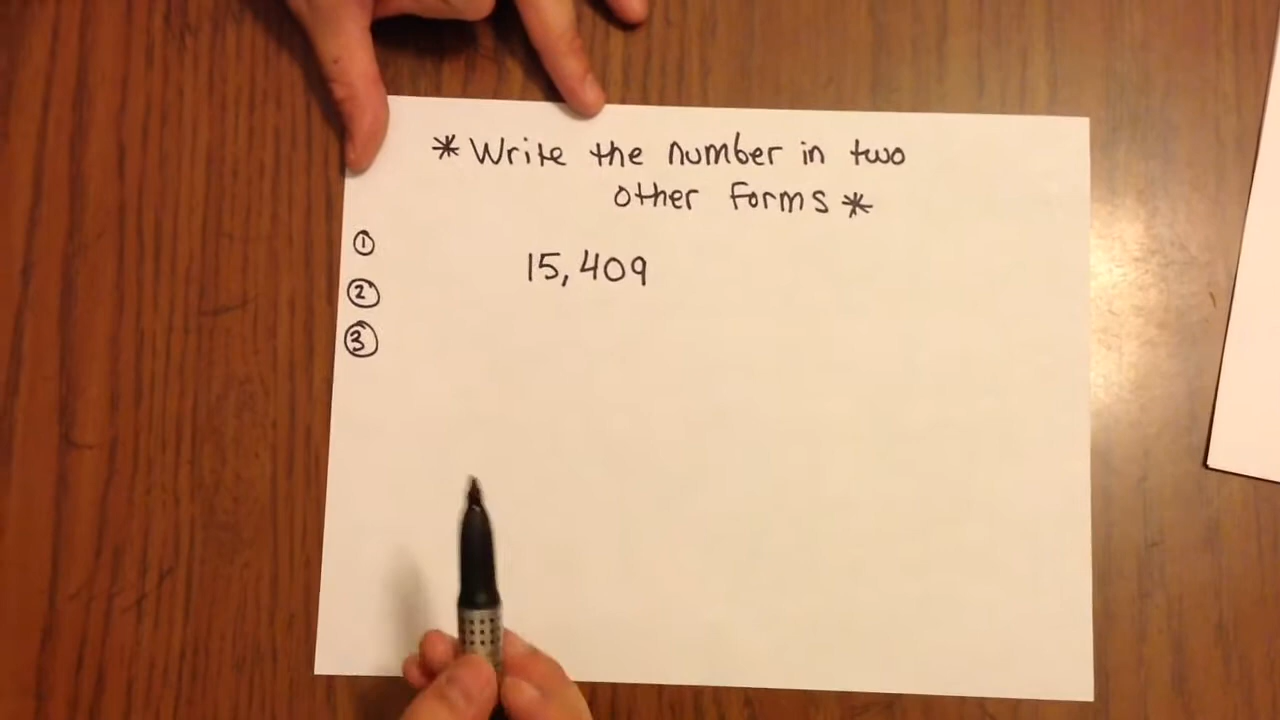 *Write the number in two
other forms*
①
15,409
②
③